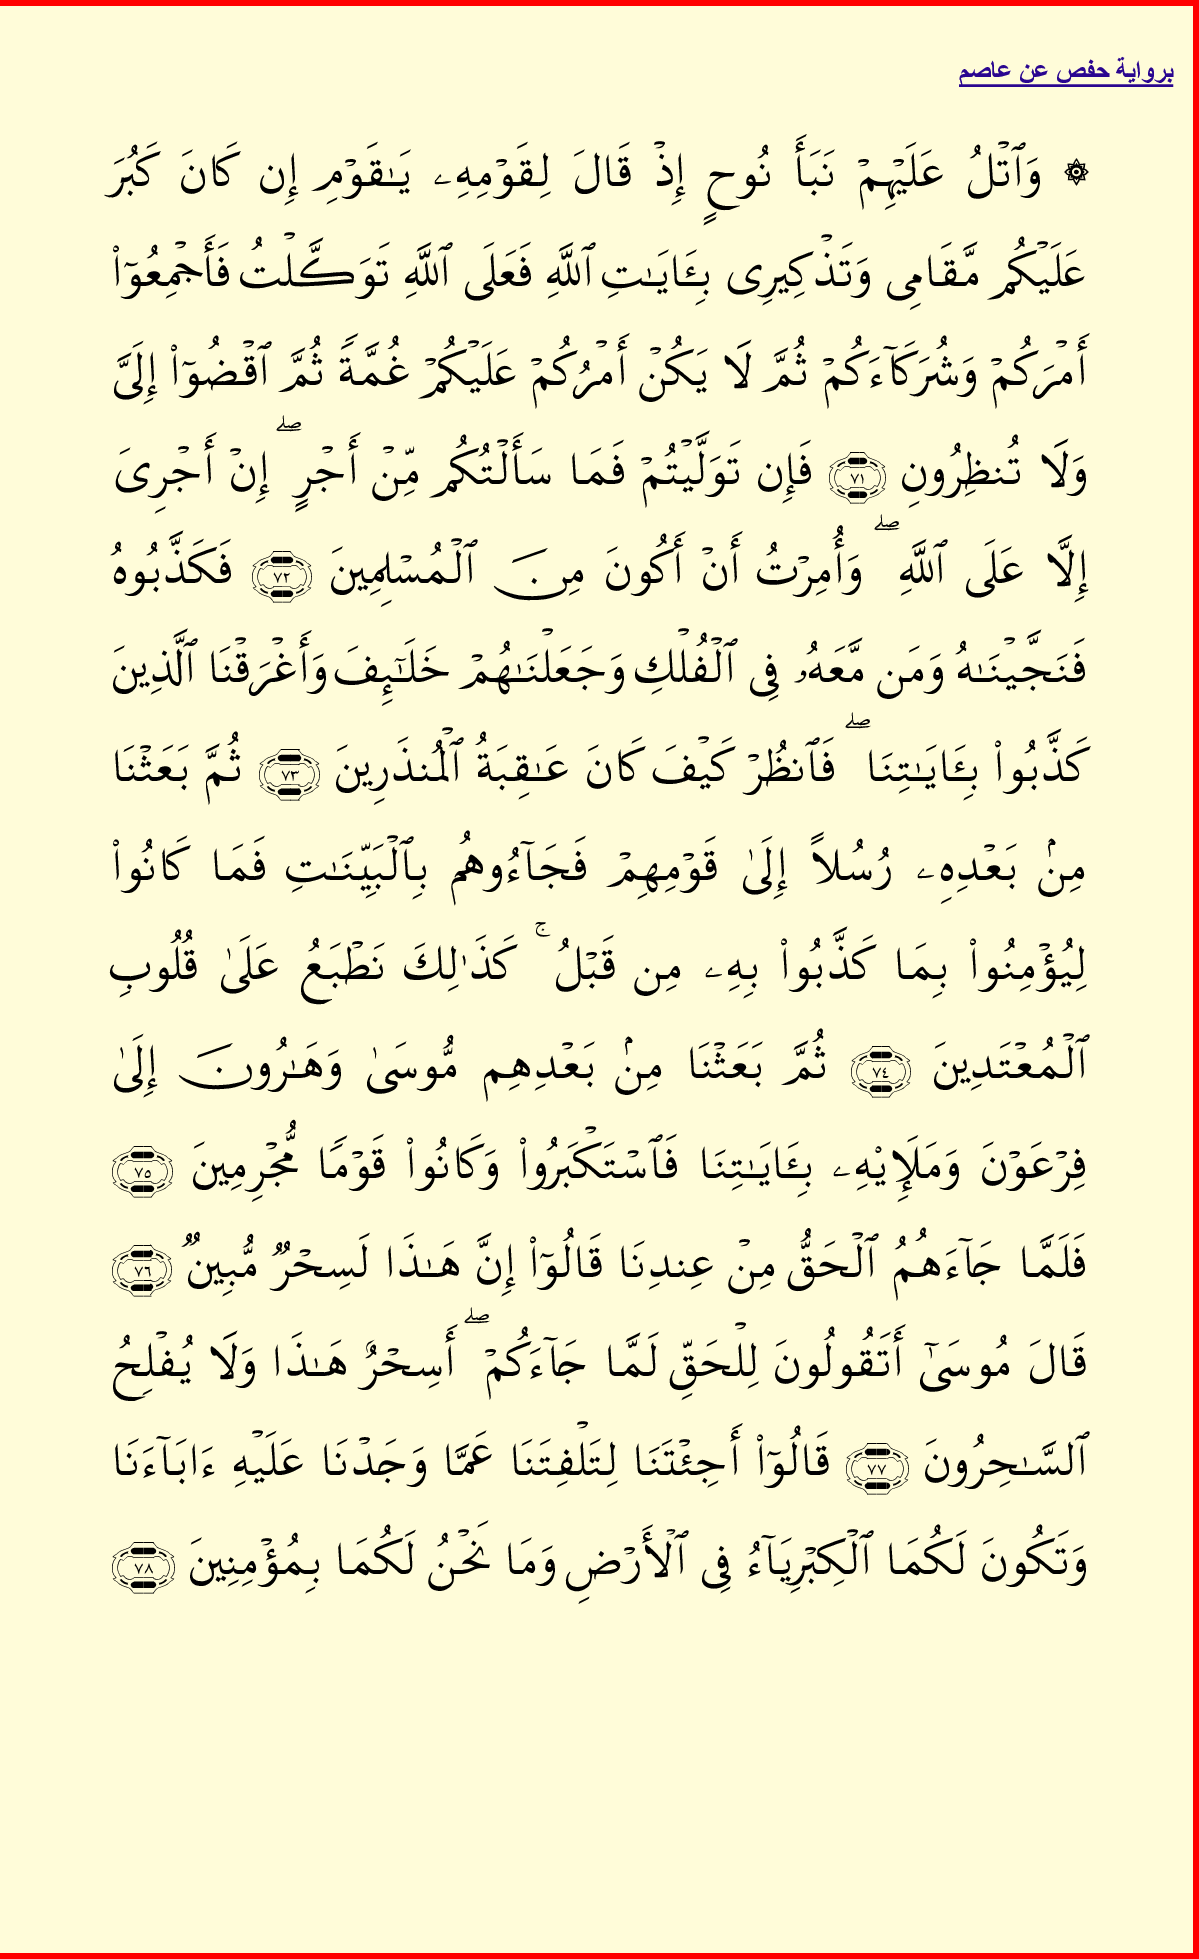 برواية حفص عن عاصم
۞ وَٱتْلُ عَلَيْهِمْ نَبَأَ نُوحٍ إِذْ قَالَ لِقَوْمِهِۦ يَـٰقَوْمِ إِن كَانَ كَبُرَ
عَلَيْكُم مَّقَامِى وَتَذْكِيرِى بِـَٔايَـٰتِ ٱللَّهِ فَعَلَى ٱللَّهِ تَوَكَّلْتُ فَأَجْمِعُوٓا۟
أَمْرَكُمْ وَشُرَكَآءَكُمْ ثُمَّ لَا يَكُنْ أَمْرُكُمْ عَلَيْكُمْ غُمَّةً ثُمَّ ٱقْضُوٓا۟ إِلَىَّ
وَلَا تُنظِرُونِ ٧١ فَإِن تَوَلَّيْتُمْ فَمَا سَأَلْتُكُم مِّنْ أَجْرٍ ۖ إِنْ أَجْرِىَ
إِلَّا عَلَى ٱللَّهِ ۖ وَأُمِرْتُ أَنْ أَكُونَ مِنَ ٱلْمُسْلِمِينَ ٧٢ فَكَذَّبُوهُ
فَنَجَّيْنَـٰهُ وَمَن مَّعَهُۥ فِى ٱلْفُلْكِ وَجَعَلْنَـٰهُمْ خَلَـٰٓئِفَ وَأَغْرَقْنَا ٱلَّذِينَ
كَذَّبُوا۟ بِـَٔايَـٰتِنَا ۖ فَٱنظُرْ كَيْفَ كَانَ عَـٰقِبَةُ ٱلْمُنذَرِينَ ٧٣ ثُمَّ بَعَثْنَا
مِنۢ بَعْدِهِۦ رُسُلًا إِلَىٰ قَوْمِهِمْ فَجَآءُوهُم بِٱلْبَيِّنَـٰتِ فَمَا كَانُوا۟
لِيُؤْمِنُوا۟ بِمَا كَذَّبُوا۟ بِهِۦ مِن قَبْلُ ۚ كَذَٰلِكَ نَطْبَعُ عَلَىٰ قُلُوبِ
ٱلْمُعْتَدِينَ ٧٤ ثُمَّ بَعَثْنَا مِنۢ بَعْدِهِم مُّوسَىٰ وَهَـٰرُونَ إِلَىٰ
فِرْعَوْنَ وَمَلَإِي۟هِۦ بِـَٔايَـٰتِنَا فَٱسْتَكْبَرُوا۟ وَكَانُوا۟ قَوْمًا مُّجْرِمِينَ ٧٥
فَلَمَّا جَآءَهُمُ ٱلْحَقُّ مِنْ عِندِنَا قَالُوٓا۟ إِنَّ هَـٰذَا لَسِحْرٌ مُّبِينٌ ٧٦
قَالَ مُوسَىٰٓ أَتَقُولُونَ لِلْحَقِّ لَمَّا جَآءَكُمْ ۖ أَسِحْرٌ هَـٰذَا وَلَا يُفْلِحُ
ٱلسَّـٰحِرُونَ ٧٧ قَالُوٓا۟ أَجِئْتَنَا لِتَلْفِتَنَا عَمَّا وَجَدْنَا عَلَيْهِ ءَابَآءَنَا
وَتَكُونَ لَكُمَا ٱلْكِبْرِيَآءُ فِى ٱلْأَرْضِ وَمَا نَحْنُ لَكُمَا بِمُؤْمِنِينَ ٧٨